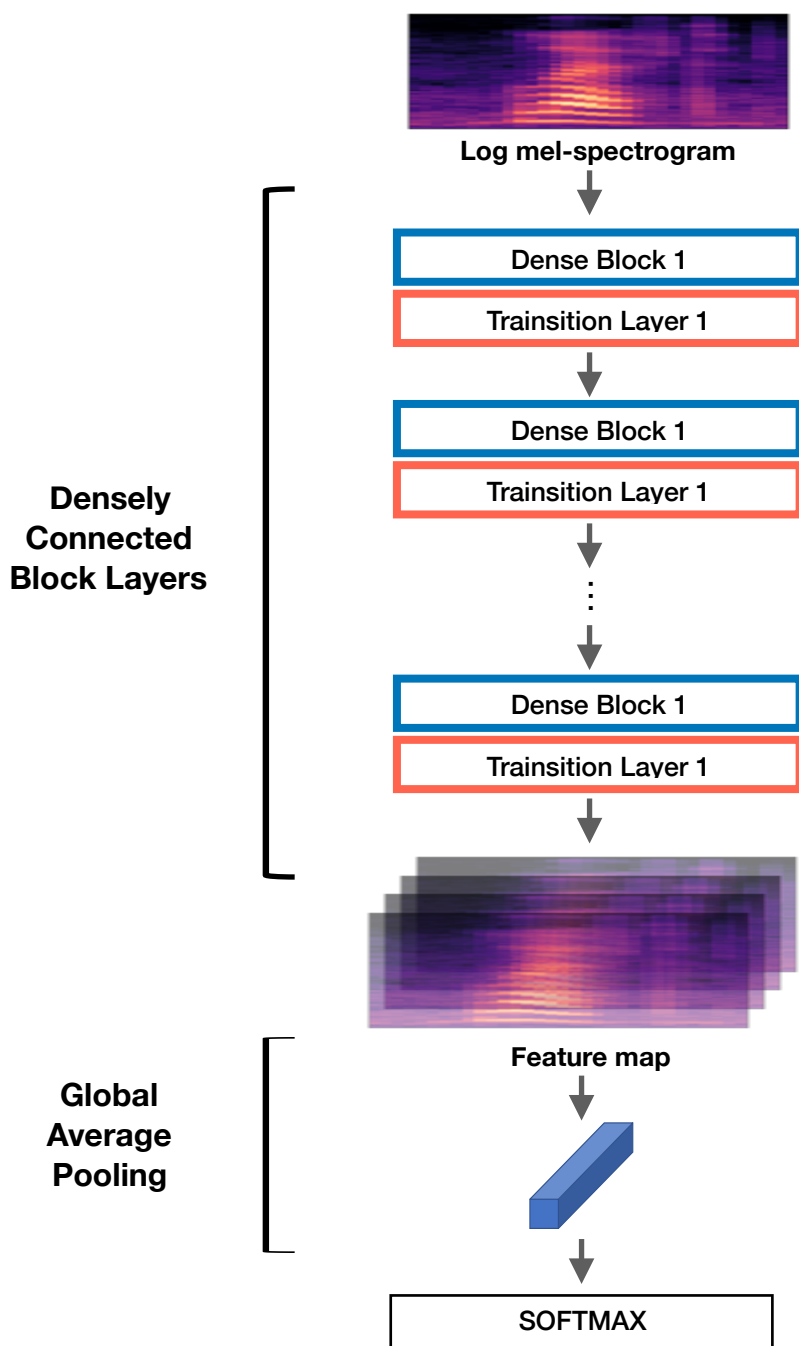 Log mel-spectrogram
Dense Block 1
Trainsition Layer 1
Dense Block 1
Trainsition Layer 1
Densely
Connected
Block Layers
⋮
Dense Block 1
Trainsition Layer 1
Feature map
Global
Average
Pooling
SOFTMAX